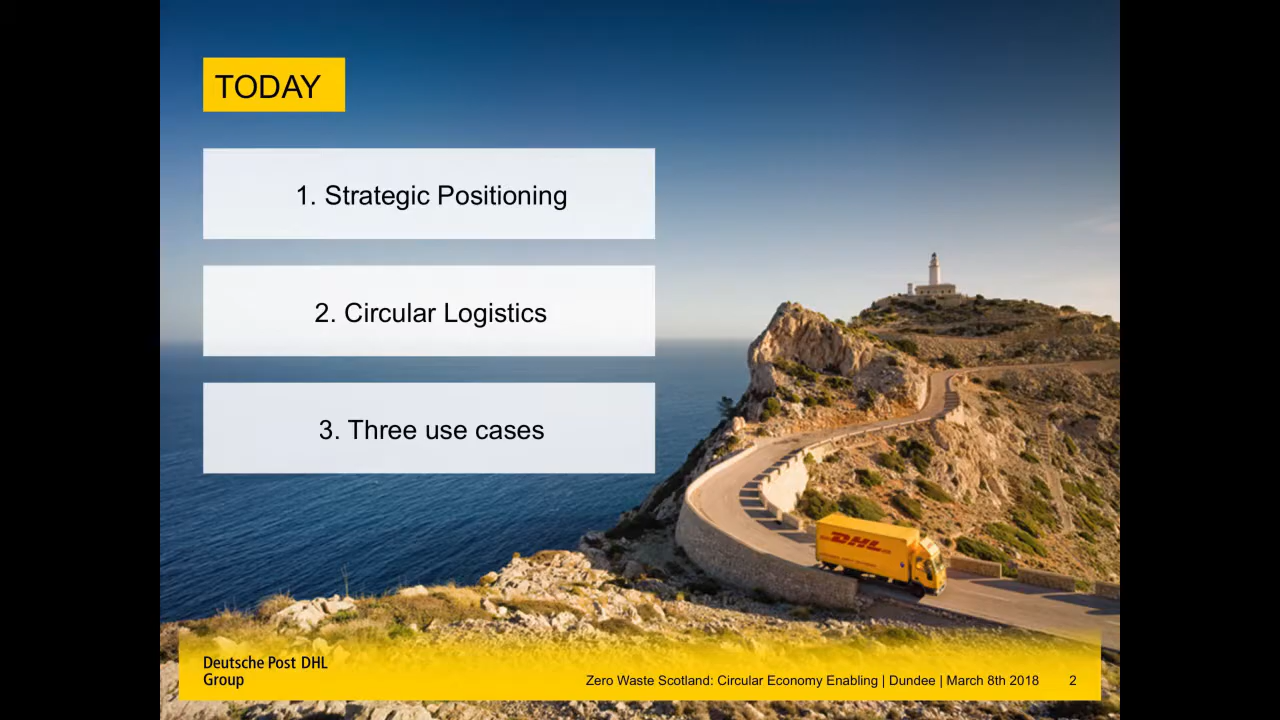 TODAY
1. Strategic Positioning
2. Circular Logistics
3. Three use cases
DHL
Deutsche Post DHL
Group
Zero Waste Scotland: Circular Economy Enabling | Dundee | March 8th 2018 2